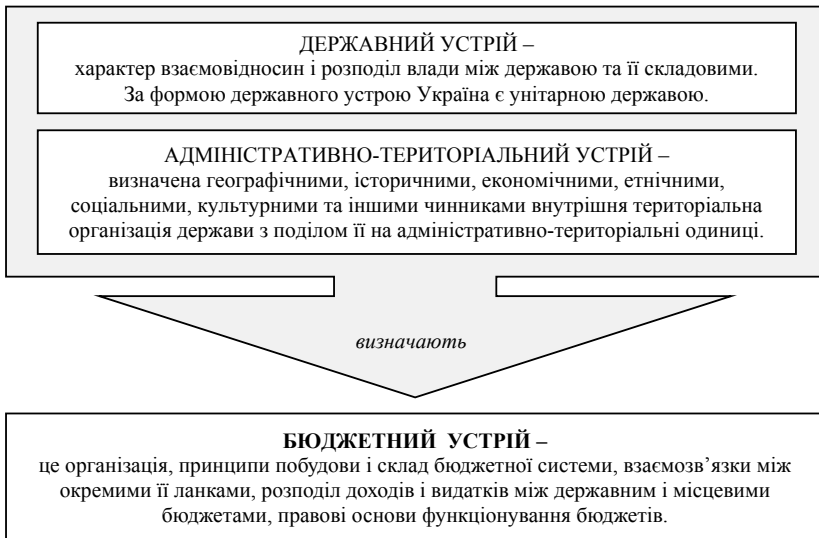 ДЕРЖАВНИЙ УСТРІЙ –
характер взаємовідносин і розподіл влади між державою та її складовими.
За формою державного устрою Україна є унітарною державою.
АДМІНІСТРАТИВНО-ТЕРИТОРІАЛЬНИЙ УСТРІЙ –
визначена географічними, історичними, економічними, етнічними,
соціальними, культурними та іншими чинниками внутрішня територіальна
організація держави з поділом її на адміністративно-територіальні одиниці.
визначають
БЮДЖЕТНИЙ УСТРІЙ –
це організація, принципи побудови і склад бюджетної системи, взаємозв’язки між
окремими її ланками, розподіл доходів і видатків між державним і місцевими
бюджетами, правові основи функціонування бюджетів.